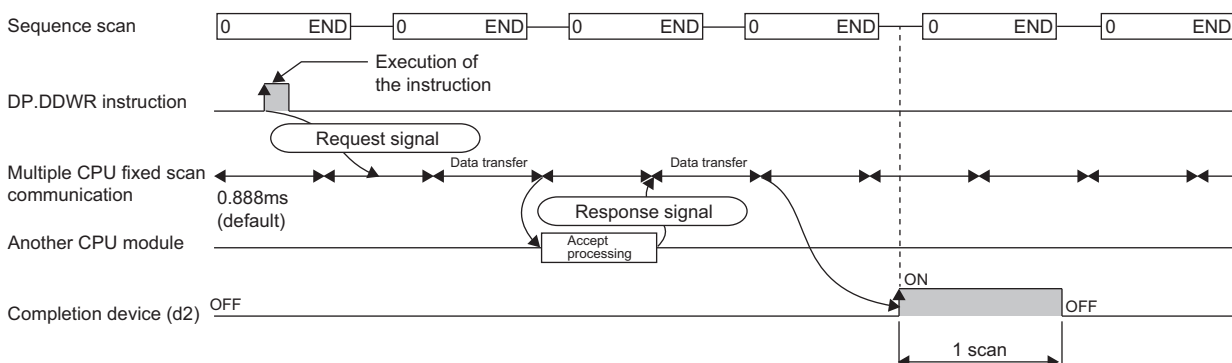 Sequence scan
0 END 0 END 0 END 0 END 0 END 0 END
Execution of
the instruction
DP.DDWR instruction
Request signal
Data transfer Data transfer
Multiple CPU fixed scan
communication
0.888ms
(default)
Response signal
Another CPU module
Accept
processing
ON
Completion device (d2) OFF OFF
1 scan